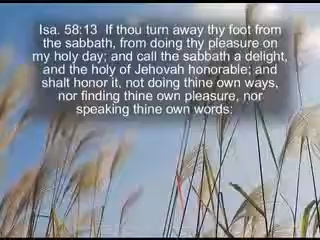 Isa. 58:13  If thou turn away thy foot from
the sabbath, from doing thy pleasure on
my holy day; and call the sabbath a delight,
and the holy of Jehovah honorable; and
shalt honor it, not doing thine own ways,
nor finding thine own pleasure, nor
speaking thine own words: